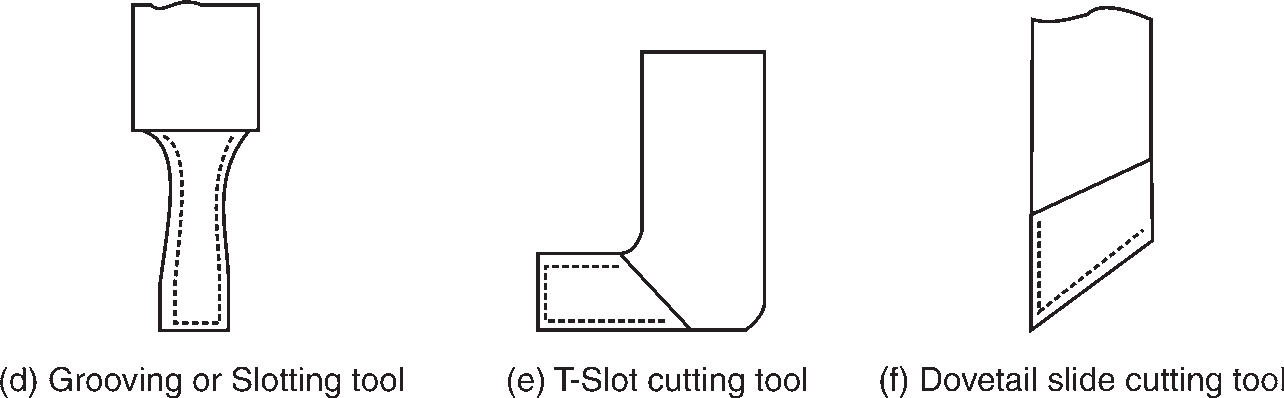 (d) Grooving or Slotting tool
(e) T-Slot cutting tool
(f) Dovetail slide cutting tool